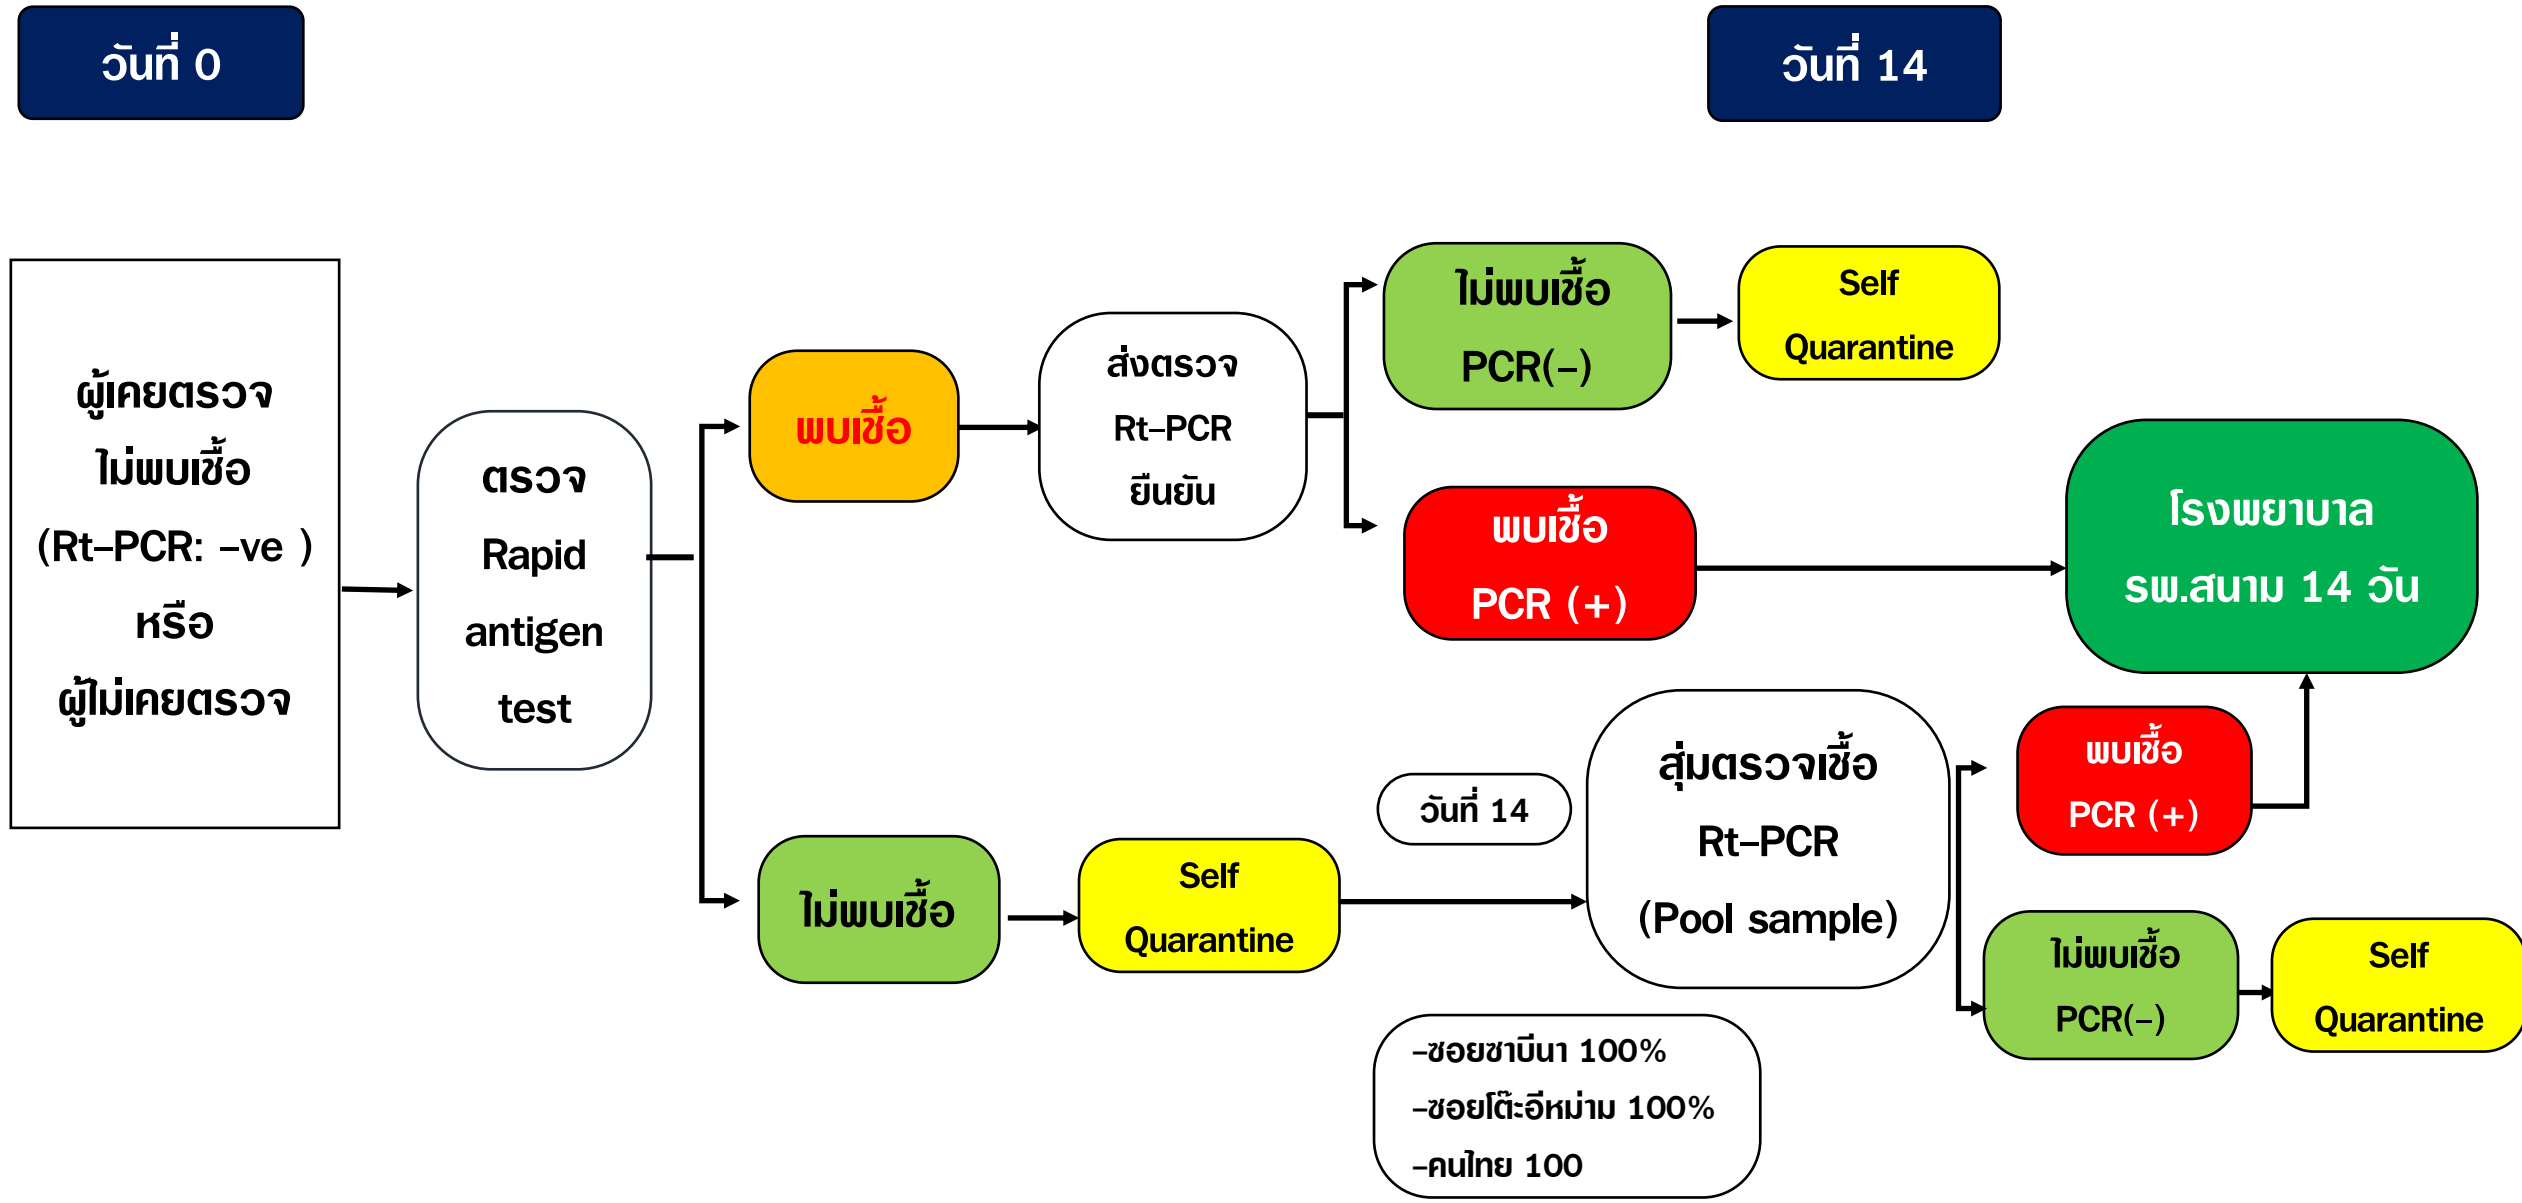 วันที่ 0
วันที่ 14
ผู้เคยตรวจ
ไม่พบเชื้อ
(Rt-PCR: -ve )
หรือ
ผู้ไม่เคยตรวจ
ตรวจ
Rapid
antigen
test
พบเชื้อ
ส่งตรวจ
Rt-PCR
ยืนยัน
ไม่พบเชื้อ
PCR(-)
Self
Quarantine
พบเชื้อ
PCR (+)
โรงพยาบาล
รพ.สนาม 14 วัน
ไม่พบเชื้อ
Self
Quarantine
วันที่ 14
สุ่มตรวจเชื้อ
Rt-PCR
(Pool sample)
พบเชื้อ
PCR (+)
ไม่พบเชื้อ
PCR(-)
Self
Quarantine
-ซอยซาบีนา 100%
-ซอยโต๊ะอีหม่าม 100%
-คนไทย 100